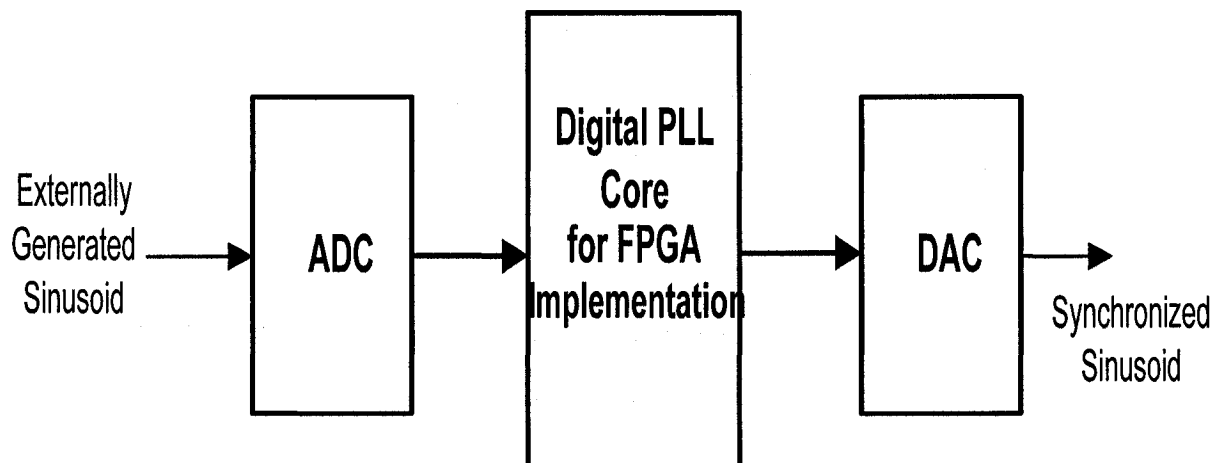 Externally
Generated
Sinusoid
ADC
Digital PLL
Core
for FPGA
Implementation
DAC
Synchronized
Sinusoid